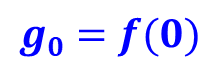 g₀ = f(0)